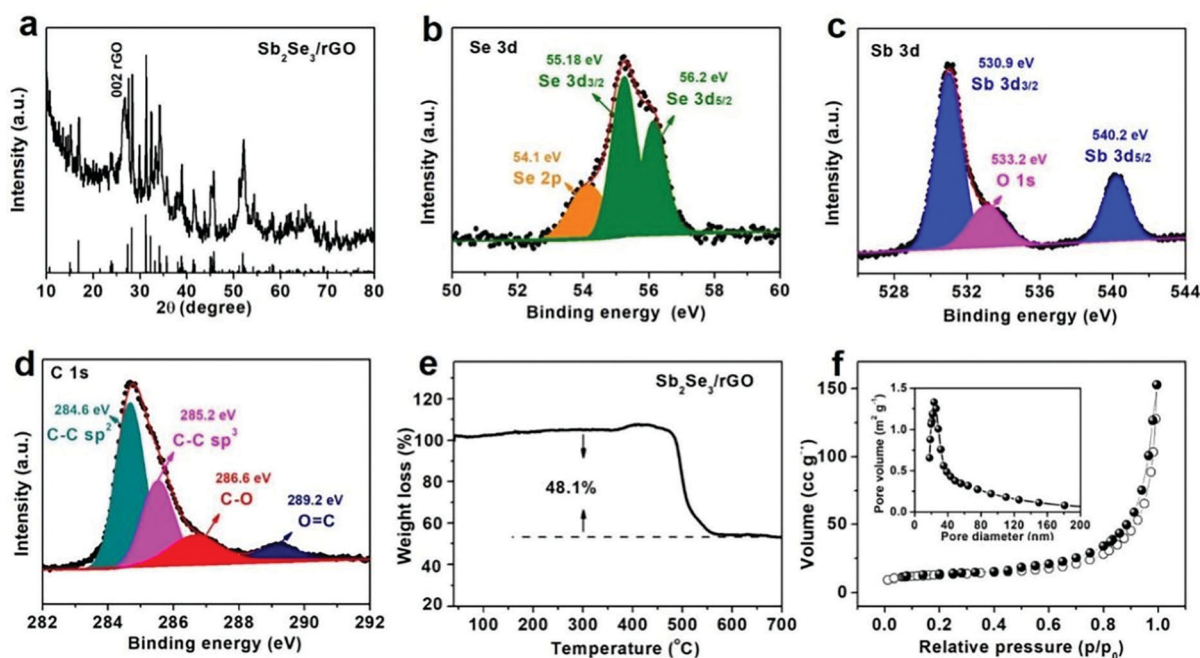 a
Sb₂Se₃/rGO
002 rGO
Intensity (a.u.)
10 20 30 40 50 60 70 80
2θ (degree)
b
Se 3d
55.18 eV
Se 3d₃/₂
56.2 eV
Se 3d₅/₂
54.1 eV
Se 2p
Intensity (a.u.)
50 52 54 56 58 60
Binding energy (eV)
c
Sb 3d
530.9 eV
Sb 3d₃/₂
533.2 eV
O 1s
540.2 eV
Sb 3d₅/₂
Intensity (a.u.)
528 532 536 540 544
Binding energy (eV)
d
C 1s
284.6 eV
C-C sp²
285.2 eV
C-C sp³
286.6 eV
C-O
289.2 eV
O=C
Intensity (a.u.)
282 284 286 288 290 292
Binding energy (eV)
e
Sb₂Se₃/rGO
140
120
100
80
60
40
20
48.1%
Weight loss (%)
100 200 300 400 500 600 700
Temperature (°C)
f
150
100
50
0
Volume (cc g⁻¹)
0.0 0.2 0.4 0.6 0.8 1.0
Relative pressure (p/p₀)
1.5
1.0
0.5
0.0
Pore volume (m² g⁻¹)
0 40 80 120 160 200
Pore diameter (nm)